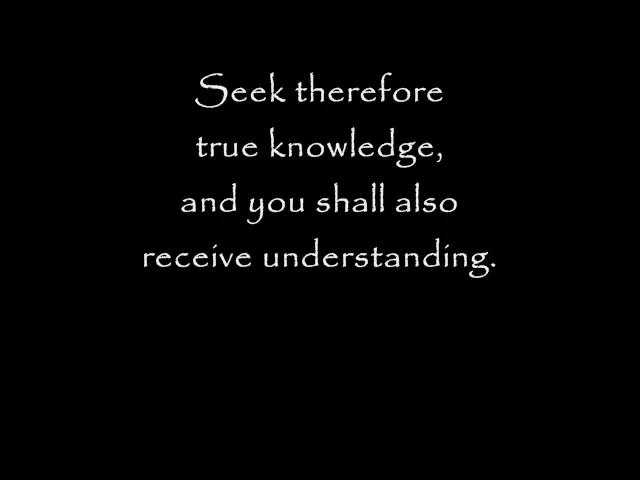 Seek therefore
true knowledge,
and you shall also
receive understanding.